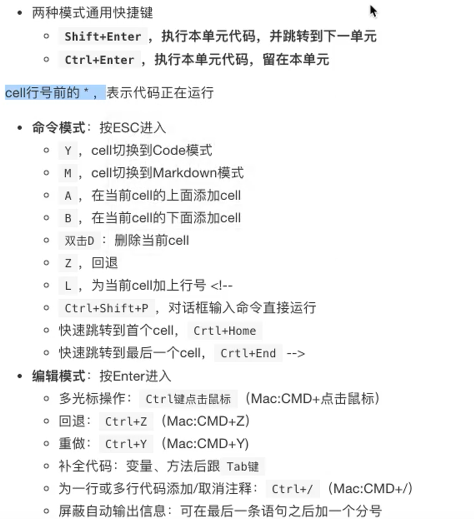 • 两种模式通用快捷键
Shift+Enter ，执行本单元代码，并跳转到下一单元
Ctrl+Enter ，执行本单元代码，留在本单元
cell行号前的 * ，表示代码正在运行
• 命令模式：按ESC进入
Y ，cell切换到Code模式
M ，cell切换到Markdown模式
A ，在当前cell的上面添加cell
B ，在当前cell的下面添加cell
双击D ：删除当前cell
Z ，回退
L ，为当前cell加上行号 <!--
Ctrl+Shift+P ，对话框输入命令直接运行
快速跳转到首个cell，Crtl+Home
快速跳转到最后一个cell，Crtl+End -->
• 编辑模式：按Enter进入
多光标操作：Ctrl键点击鼠标（Mac:CMD+点击鼠标）
回退：Ctrl+Z（Mac:CMD+Z）
重做：Ctrl+Y（Mac:CMD+Y)
补全代码：变量、方法后跟 Tab键
为一行或多行代码添加/取消注释：Ctrl+/（Mac:CMD+/）
屏蔽自动输出信息：可在最后一条语句之后加一个分号